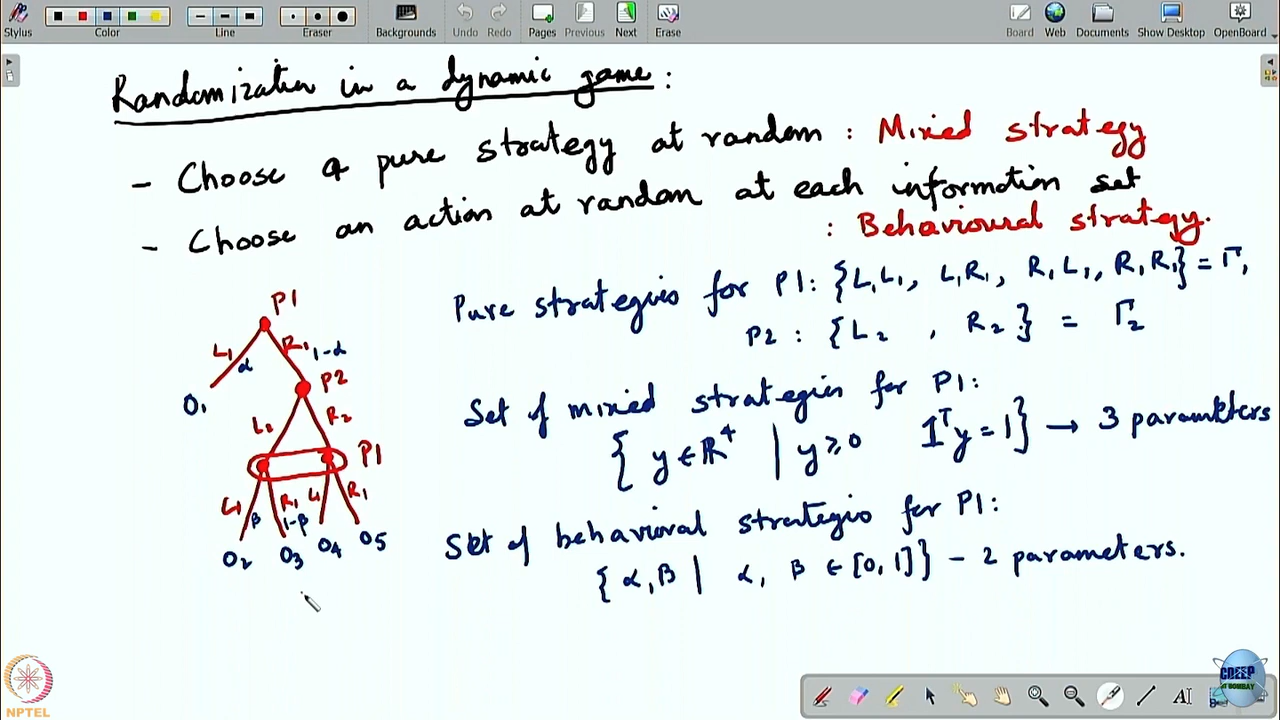 Stylus Color Line Eraser Backgrounds Undo Redo Pages Previous Next Erase Board Web Documents Show Desktop OpenBoard
Randomization in a dynamic game :
- Choose a pure strategy at random : Mixed strategy
- Choose an action at random at each information set
: Behavioural strategy.
Pure strategies for P1: {L₁L₁, L₁R₁, R₁L₁, R₁R₁} = Γ₁
P2 : {L₂ , R₂} = Γ₂
Set of mixed strategies for P1:
{ y ∈ ℝ⁴ | y ≥ 0 1ᵀy = 1} → 3 parameters
Set of behavioral strategies for P1:
{ α, β | α, β ∈ [0, 1]} – 2 parameters.
P1
L₁ α R₁ 1-α
O₁ P2
L₂ R₂
P1
L₁ β R₁ 1-β L₁ R₁
O₂ O₃ O₄ O₅
NPTEL
CDEEP
IIT BOMBAY